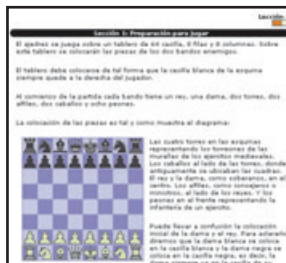 Lección
Lección 1: Preparación para jugar
El ajedrez se juega sobre un tablero de 64 casilla, 8 filas y 8 columnas. Sobre
este tablero se colocarán las piezas de los dos bandos enemigos.
El tablero debe colocarse de tal forma que la casilla blanca de la esquina
siempre quede a la derecha del jugador.
Al comienzo de la partida cada bando tiene un rey, una dama, dos torres, dos
alfiles, dos caballos y ocho peones.
La colocación de las piezas es tal y como muestra el diagrama:
Las cuatro torres en las esquinas
representando los torreones de las
murallas de los ajedrezes medievales.
El caballos al lado de las torres, donde
antiguamente se ubicaban las cuadras.
El rey y la dama, como soberanos, en el
centro. Los alfiles, como consejeros o
ministros, al lado de los reyes. Y los
peones en el frente representando la
infantería de un ejercito.
Puede llevar a confusión la colocación
inicial de la dama y el rey. Para aclararlo
diremos que la dama blanca se coloca
en la casilla blanca y la dama negra se
coloca en la casilla negra, es decir, la